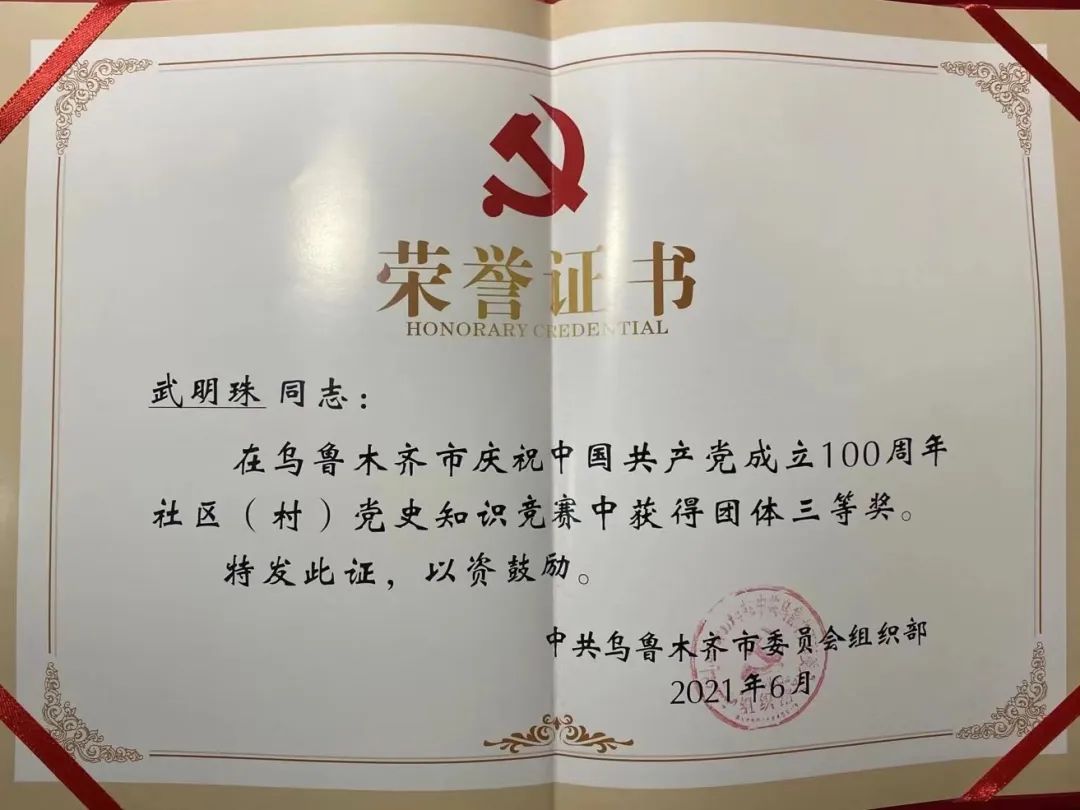 荣誉证书
HONORARY CREDENTIAL
武明珠 同志：
在乌鲁木齐市庆祝中国共产党成立100周年
社区（村）党史知识竞赛中获得团体三等奖。
特发此证，以资鼓励。
中共乌鲁木齐市委员会组织部
2021年6月